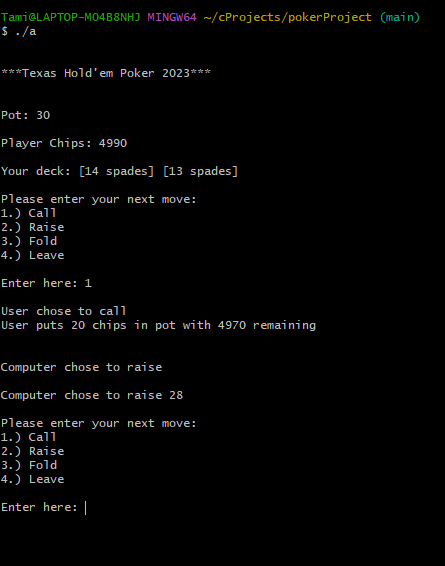 Tami@LAPTOP-MO4B8NHJ MINGW64 ~/cProjects/pokerProject (main)
$ ./a
***Texas Hold'em Poker 2023***
Pot: 30
Player Chips: 4990
Your deck: [14 spades] [13 spades]
Please enter your next move:
1.) Call
2.) Raise
3.) Fold
4.) Leave
Enter here: 1
User chose to call
User puts 20 chips in pot with 4970 remaining
Computer chose to raise
Computer chose to raise 28
Please enter your next move:
1.) Call
2.) Raise
3.) Fold
4.) Leave
Enter here: